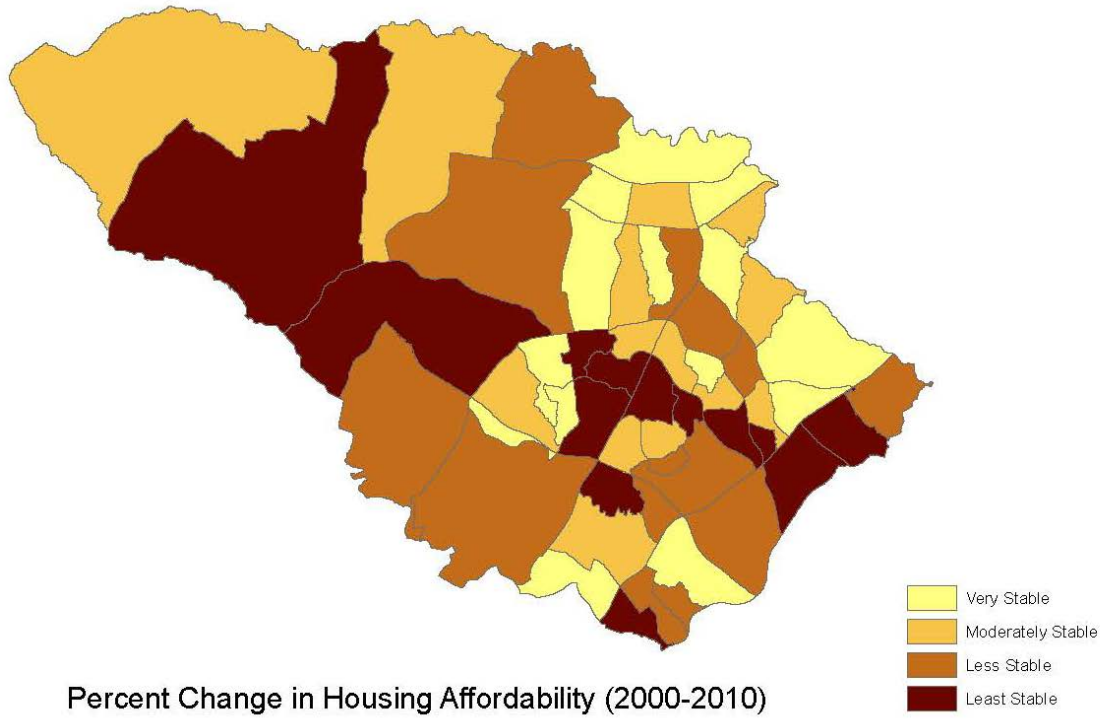 Very Stable
Moderately Stable
Less Stable
Least Stable
Percent Change in Housing Affordability (2000-2010)